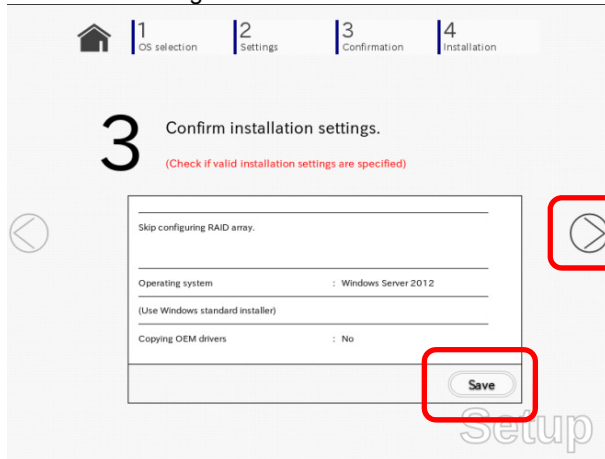 1
OS selection
2
Settings
3
Confirmation
4
Installation
3
Confirm installation settings.
(Check if valid installation settings are specified)
Skip configuring RAID array.
Operating system : Windows Server 2012
(Use Windows standard installer)
Copying OEM drivers : No
Save
Setup